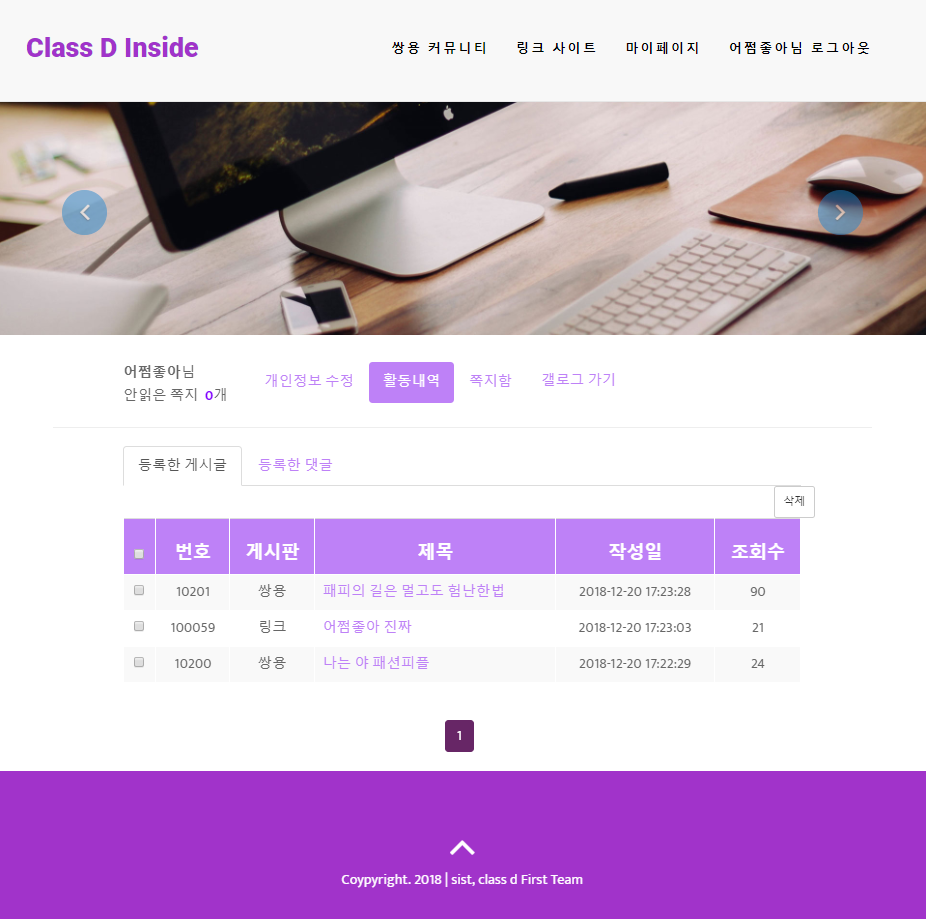 Class D Inside
쌍용 커뮤니티 링크 사이트 마이페이지 어쩜좋아님 로그아웃
어쩜좋아님
안읽은 쪽지 0개
개인정보 수정 활동내역 쪽지함 갤로그 가기
등록한 게시글 등록한 댓글
삭제
번호 게시판 제목 작성일 조회수
10201 쌍용 패피의 길은 멀고도 험난한법 2018-12-20 17:23:28 90
100059 링크 어쩜좋아 진짜 2018-12-20 17:23:03 21
10200 쌍용 나는 야 패션피플 2018-12-20 17:22:29 24
1
Coypyright. 2018 | sist, class d First Team